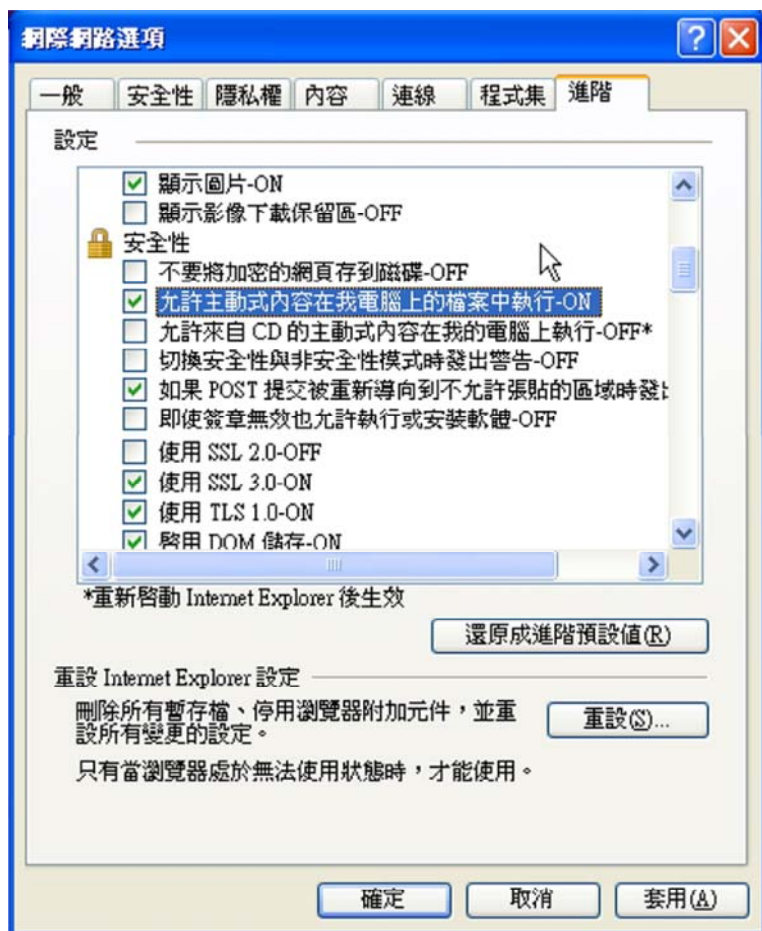 網際網路選項
一般 安全性 隱私權 內容 連線 程式集 進階
設定
顯示圖片-ON
顯示影像下載保留區-OFF
安全性
不要將加密的網頁存到磁碟-OFF
允許主動式內容在我電腦上的檔案中執行-ON
允許來自 CD 的主動式內容在我的電腦上執行-OFF*
切換安全性與非安全性模式時發出警告-OFF
如果 POST 提交被重新導向到不允許張貼的區域時發出
即使簽章無效也允許執行或安裝軟體-OFF
使用 SSL 2.0-OFF
使用 SSL 3.0-ON
使用 TLS 1.0-ON
啟用 DOM 儲存-ON
*重新啟動 Internet Explorer 後生效
還原成進階預設值(R)
重設 Internet Explorer 設定
刪除所有暫存檔、停用瀏覽器附加元件，並重
設所有變更的設定。
重設(S)...
只有當瀏覽器處於無法使用狀態時，才能使用。
確定 取消 套用(A)